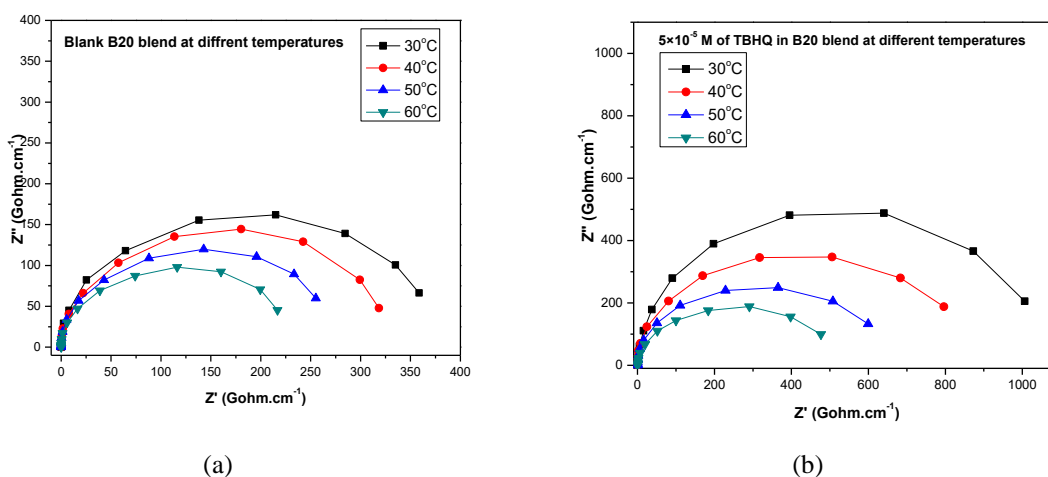 Blank B20 blend at diffrent temperatures
30°C
40°C
50°C
60°C
400
350
300
250
200
150
100
50
0
Z'' (Gohm.cm⁻¹)
0 50 100 150 200 250 300 350 400
Z' (Gohm.cm⁻¹)
(a)
5×10⁻⁵ M of TBHQ in B20 blend at different temperatures
30°C
40°C
50°C
60°C
1000
800
600
400
200
0
Z'' (Gohm.cm⁻¹)
0 200 400 600 800 1000
Z' (Gohm.cm⁻¹)
(b)